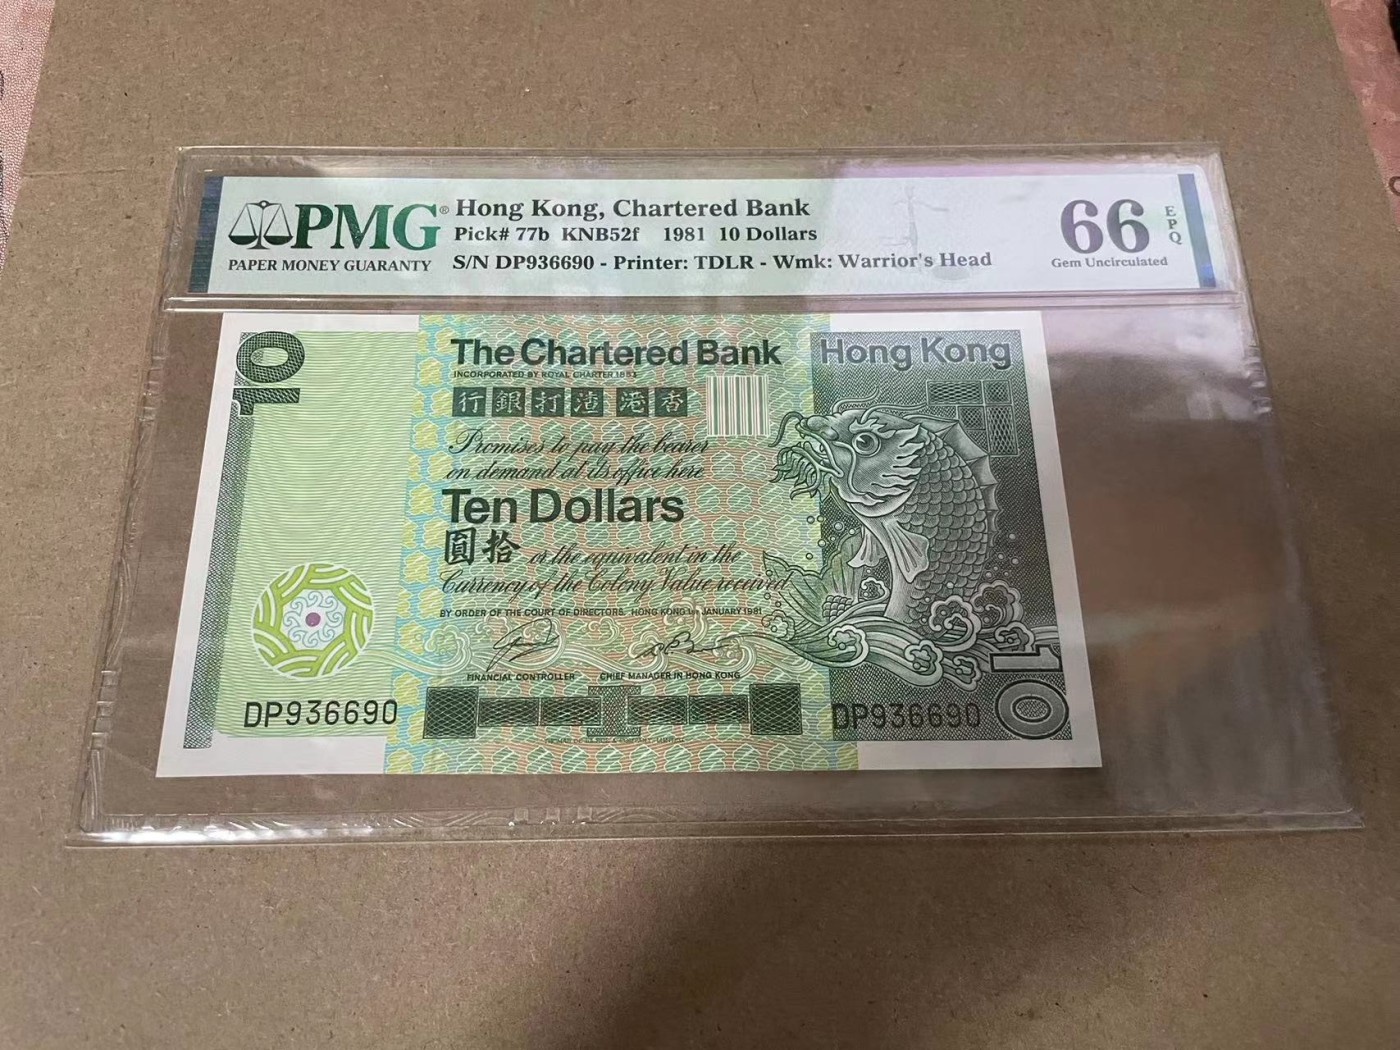 PMG®
PAPER MONEY GUARANTY
Hong Kong, Chartered Bank
Pick# 77b KNB52f 1981 10 Dollars
S/N DP936690 - Printer: TDLR - Wmk: Warrior's Head
66
EPQ
Gem Uncirculated
10
The Chartered Bank
Hong Kong
INCORPORATED BY ROYAL CHARTER 1853
行銀打渣港香
Promises to pay the bearer
on demand at its office here
Ten Dollars
圓拾 or the equivalent in the
Currency of the Colony Value received
BY ORDER OF THE COURT OF DIRECTORS. HONG KONG 1st JANUARY 1981
FINANCIAL CONTROLLER
CHIEF MANAGER IN HONG KONG
DP936690
DP936690
10